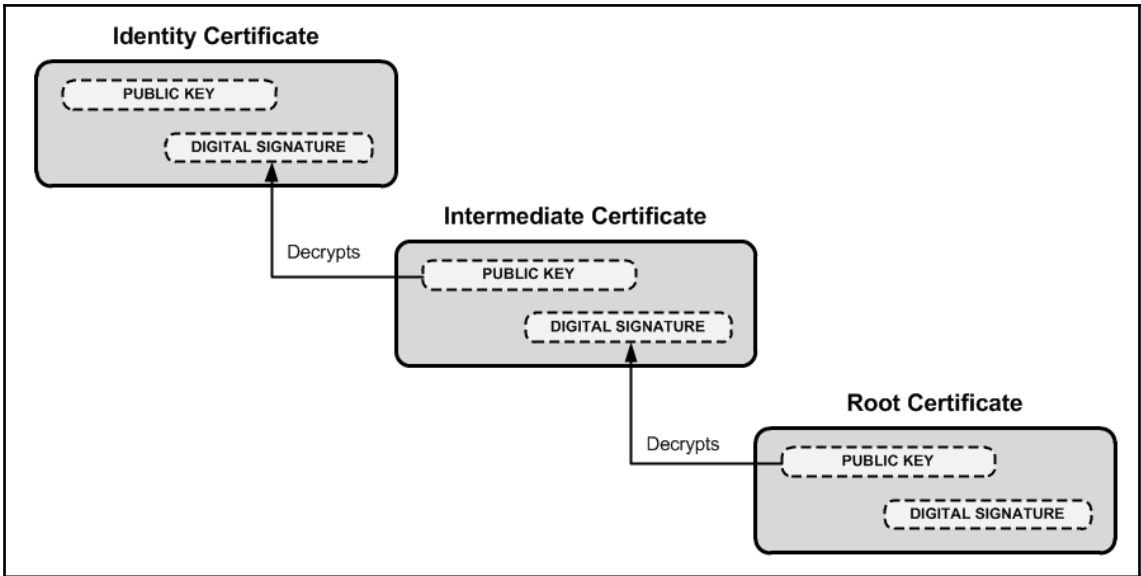 Identity Certificate
PUBLIC KEY
DIGITAL SIGNATURE
Intermediate Certificate
Decrypts
PUBLIC KEY
DIGITAL SIGNATURE
Root Certificate
Decrypts
PUBLIC KEY
DIGITAL SIGNATURE